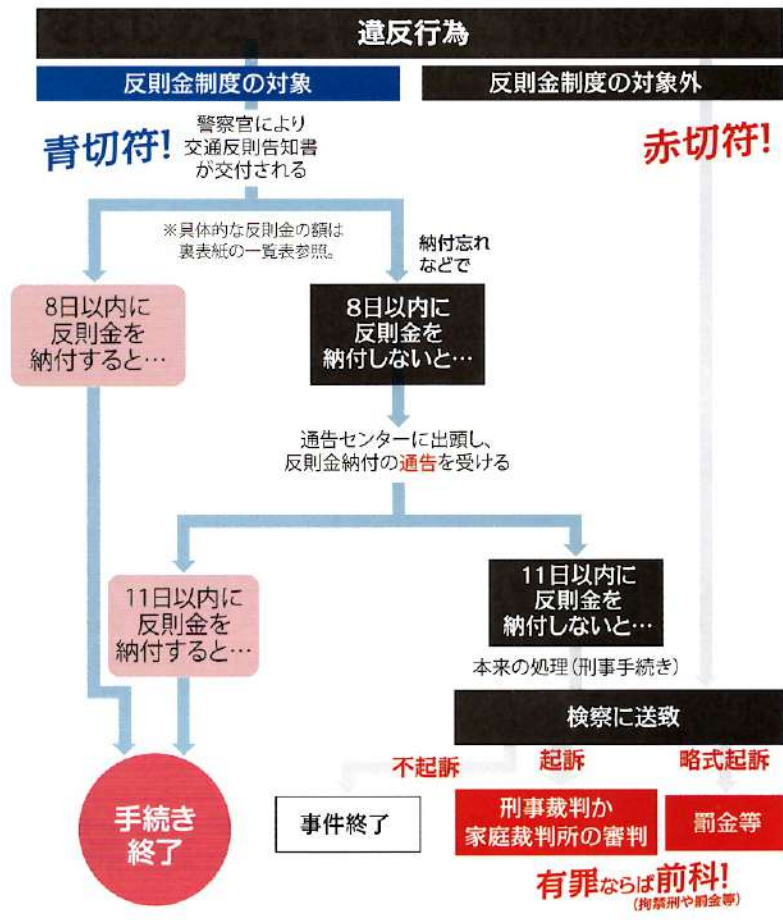 違反行為
反則金制度の対象
反則金制度の対象外
青切符!
警察官により
交通反則告知書
が交付される
赤切符!
※具体的な反則金の額は
裏表紙の一覧表参照。
納付忘れ
などで
8日以内に
反則金を
納付すると…
8日以内に
反則金を
納付しないと…
通告センターに出頭し、
反則金納付の通告を受ける
11日以内に
反則金を
納付すると…
11日以内に
反則金を
納付しないと…
本来の処理(刑事手続き)
検察に送致
不起訴
起訴
略式起訴
手続き
終了
事件終了
刑事裁判か
家庭裁判所の審判
罰金等
有罪ならば前科!
(拘禁刑や罰金等)